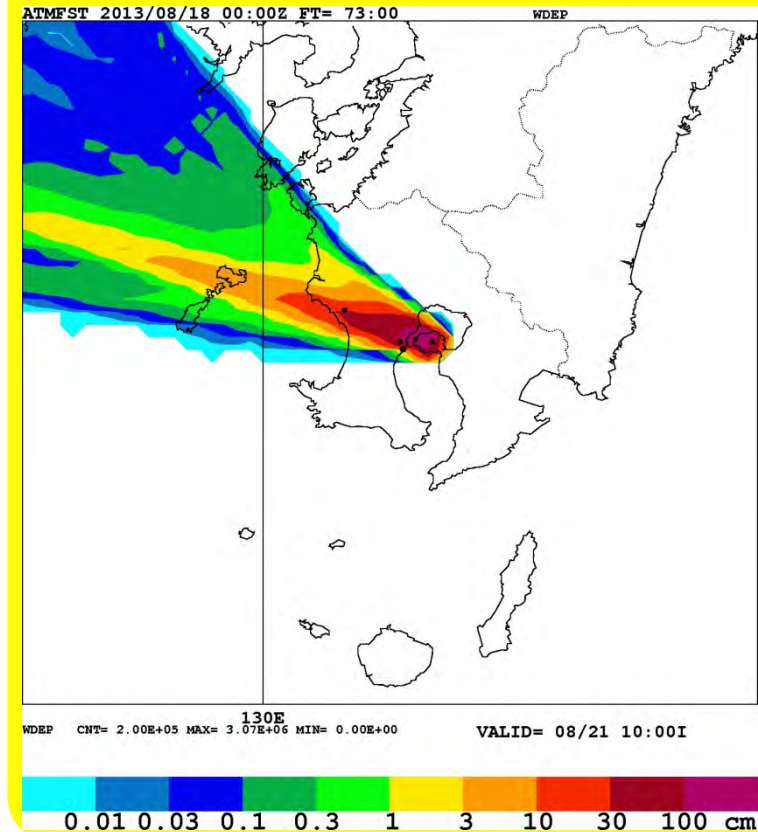 ATMFST 2013/08/18 00:00Z FT= 73:00 WDEP
130E
WDEP CNT= 2.00E+05 MAX= 3.07E+06 MIN= 0.00E+00 VALID= 08/21 10:00I
0.01 0.03 0.1 0.3 1 3 10 30 100 cm